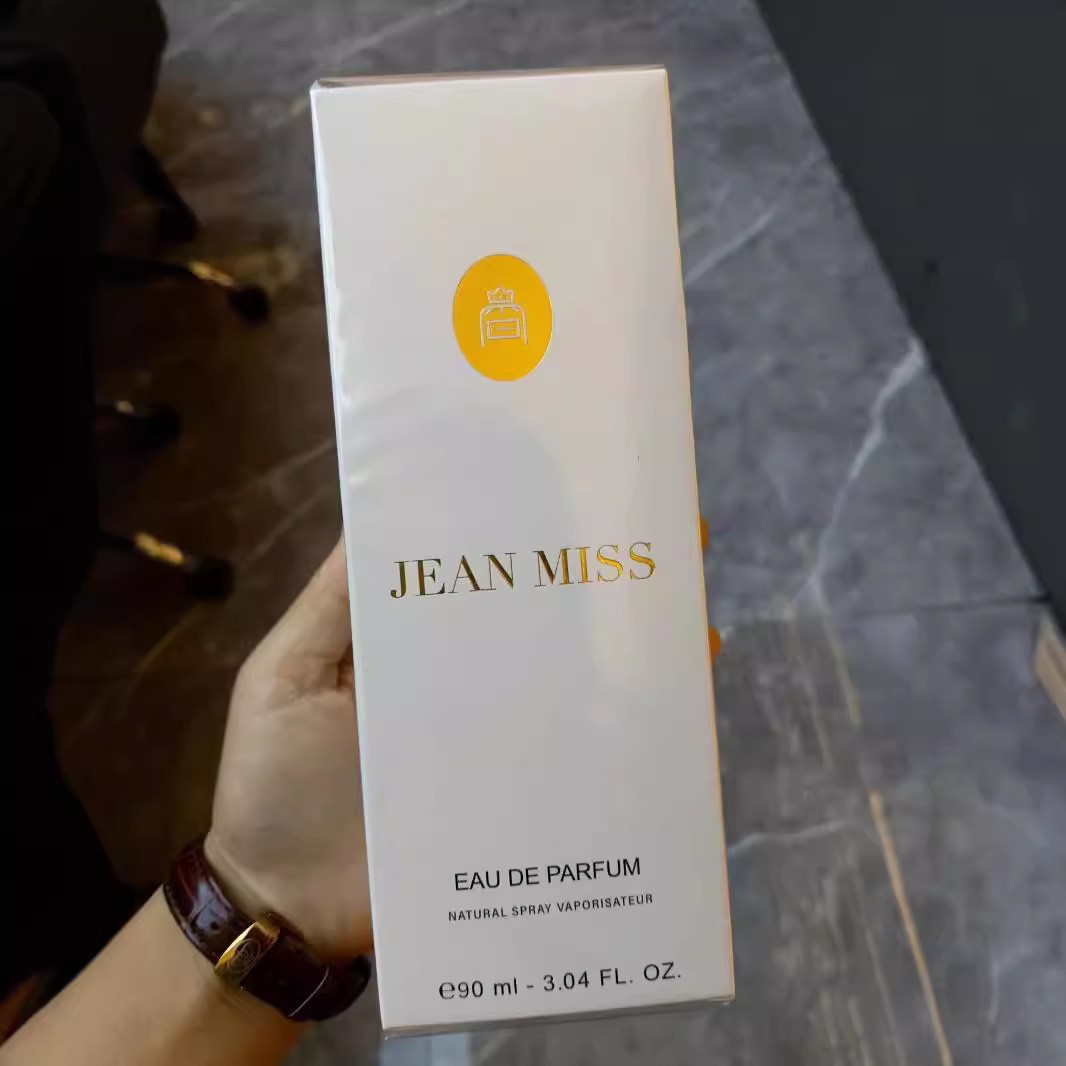 JEAN MISS
EAU DE PARFUM
NATURAL SPRAY VAPORISATEUR
℮90 ml - 3.04 FL. OZ.